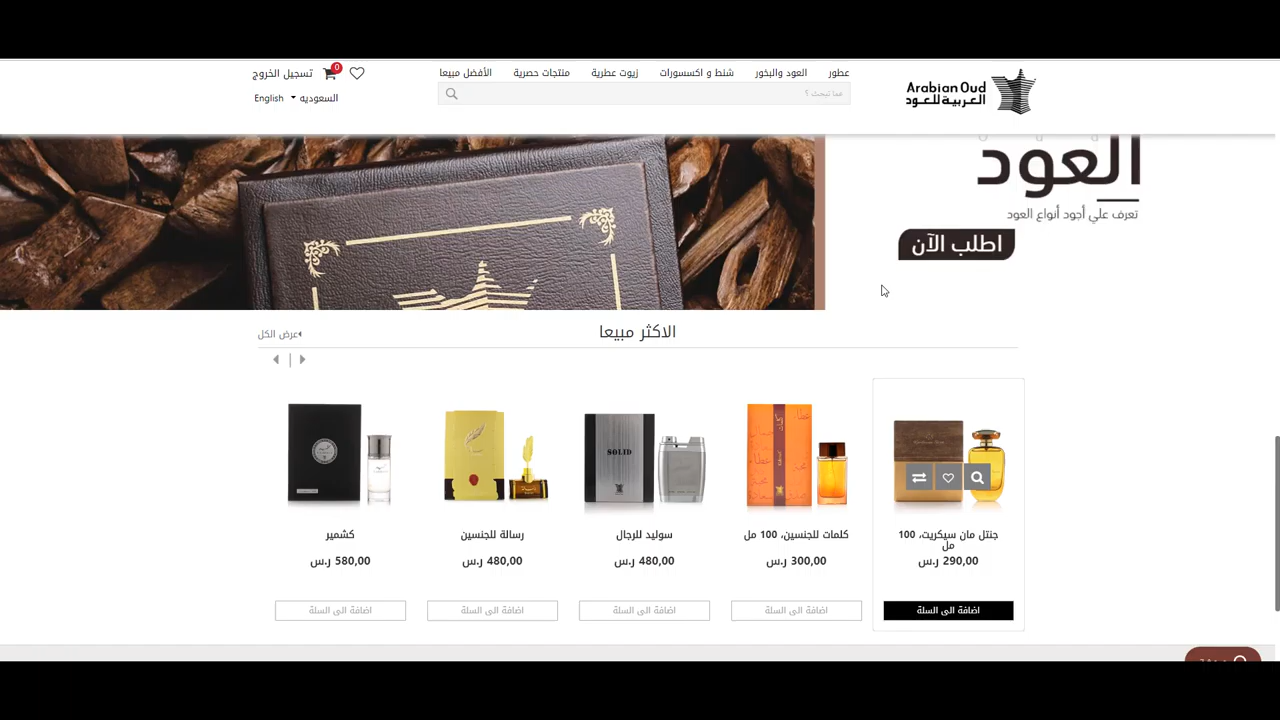 Arabian Oud
العربية للعود
عطور
العود والبخور
شنط و اكسسورات
زيوت عطرية
منتجات حصرية
الأفضل مبيعا
0
تسجيل الخروج
عما تبحث ؟
السعوديه
English
العود
تعرف علي أجود أنواع العود
اطلب الآن
الاكثر مبيعا
عرض الكل
SOLID
جنتل مان سيكريت، 100
مل
290,00 ر.س
اضافة الى السلة
كلمات للجنسين، 100 مل
300,00 ر.س
اضافة الى السلة
سوليد للرجال
480,00 ر.س
اضافة الى السلة
رسالة للجنسين
480,00 ر.س
اضافة الى السلة
كشمير
580,00 ر.س
اضافة الى السلة